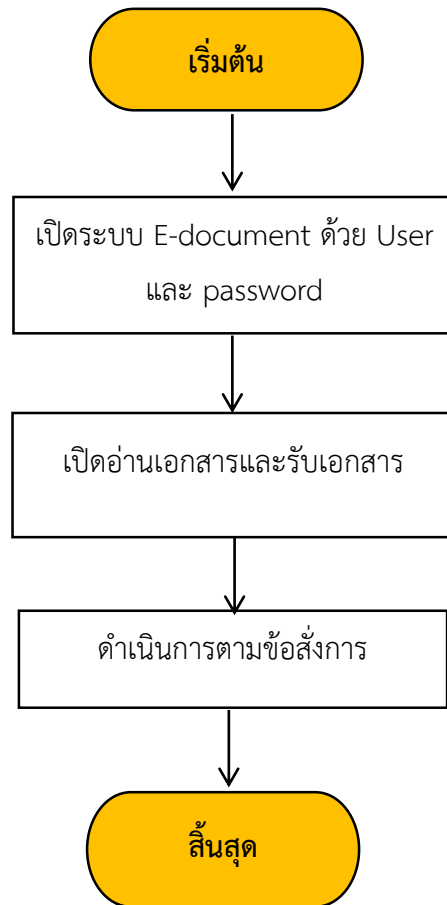 เริ่มต้น
เปิดระบบ E-document ด้วย User
และ password
เปิดอ่านเอกสารและรับเอกสาร
ดำเนินการตามข้อสั่งการ
สิ้นสุด